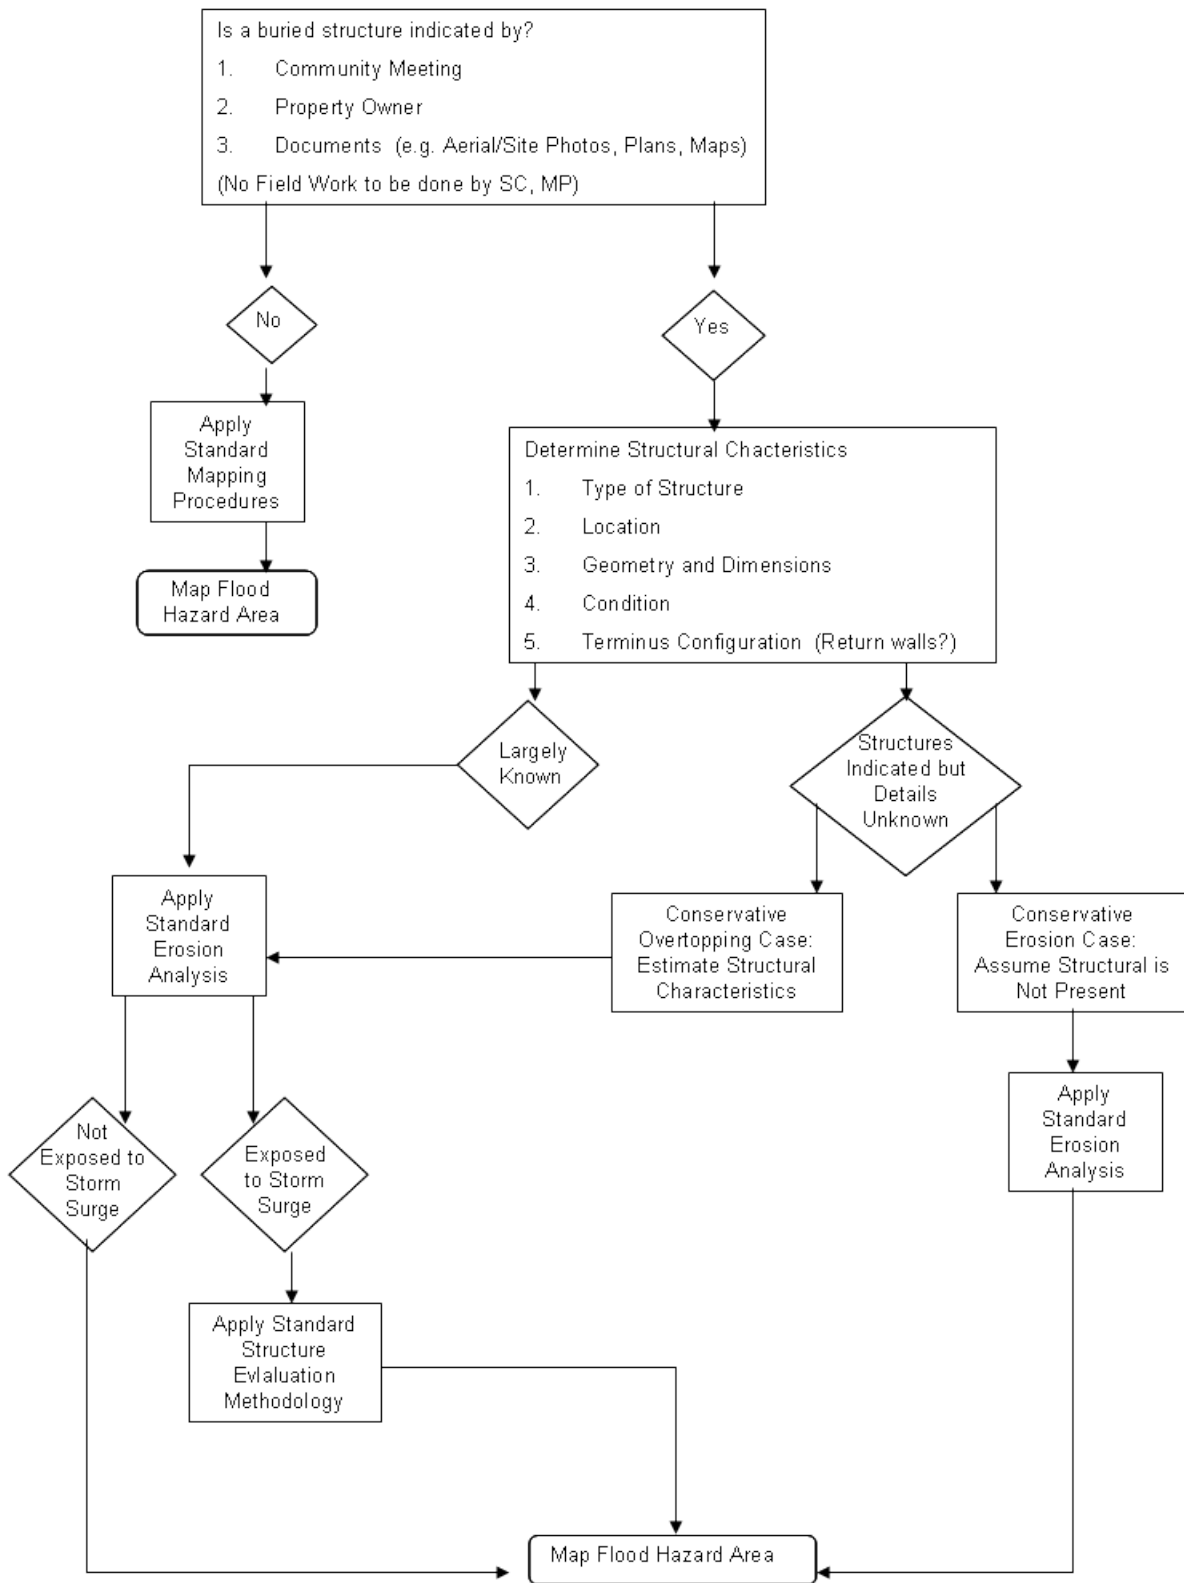 Is a buried structure indicated by?
1. Community Meeting
2. Property Owner
3. Documents (e.g. Aerial/Site Photos, Plans, Maps)
(No Field Work to be done by SC, MP)
No
Yes
Apply
Standard
Mapping
Procedures
Map Flood
Hazard Area
Determine Structural Chacteristics
1. Type of Structure
2. Location
3. Geometry and Dimensions
4. Condition
5. Terminus Configuration (Return walls?)
Largely
Known
Structures
Indicated but
Details
Unknown
Apply
Standard
Erosion
Analysis
Conservative
Overtopping Case:
Estimate Structural
Characteristics
Conservative
Erosion Case:
Assume Structural is
Not Present
Not
Exposed to
Storm
Surge
Exposed
to Storm
Surge
Apply
Standard
Erosion
Analysis
Apply Standard
Structure
Evlaluation
Methodology
Map Flood Hazard Area